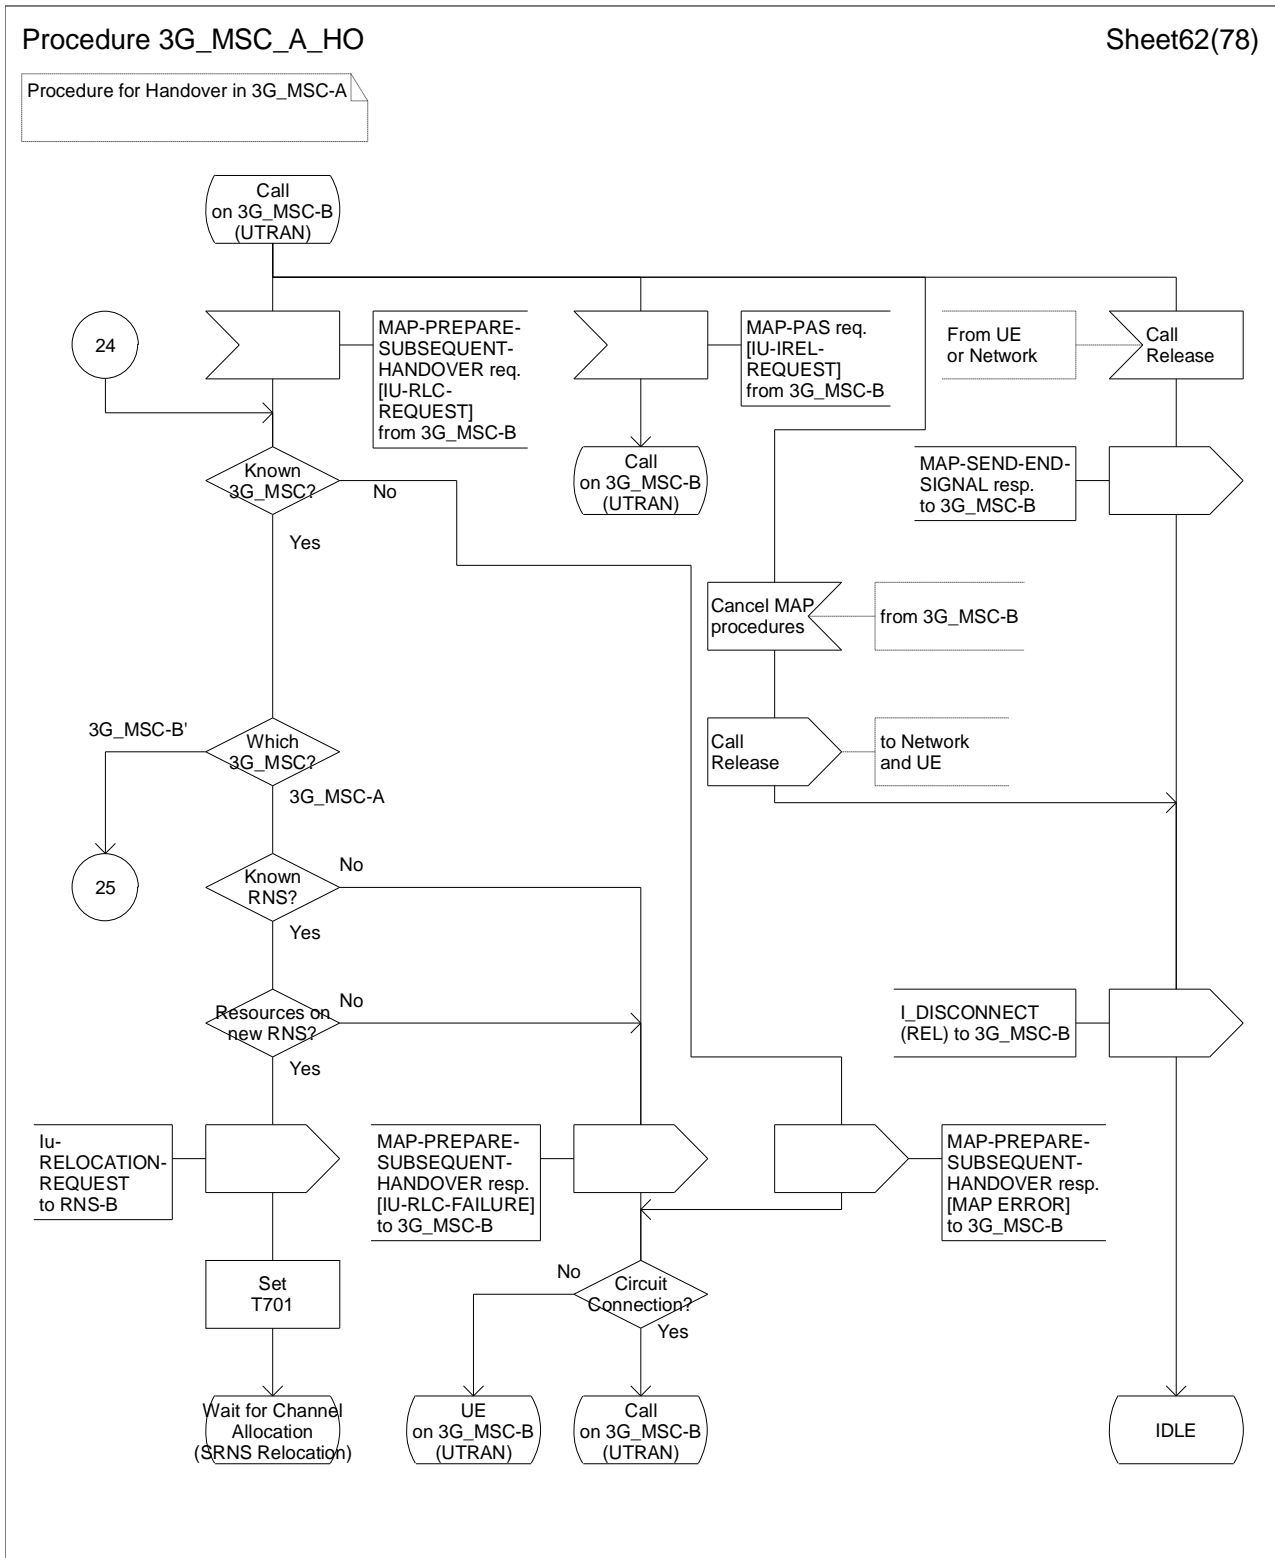 Procedure 3G_MSC_A_HO
Sheet62(78)
Procedure for Handover in 3G_MSC-A
Call
on 3G_MSC-B
(UTRAN)
24
MAP-PREPARE-
SUBSEQUENT-
HANDOVER req.
[IU-RLC-
REQUEST]
from 3G_MSC-B
MAP-PAS req.
[IU-IREL-
REQUEST]
from 3G_MSC-B
From UE
or Network
Call
Release
Known
3G_MSC?
No
Yes
Call
on 3G_MSC-B
(UTRAN)
MAP-SEND-END-
SIGNAL resp.
to 3G_MSC-B
Cancel MAP
procedures
from 3G_MSC-B
3G_MSC-B'
Which
3G_MSC?
3G_MSC-A
Call
Release
to Network
and UE
25
Known
RNS?
No
Yes
Resources on
new RNS?
No
Yes
I_DISCONNECT
(REL) to 3G_MSC-B
Iu-
RELOCATION-
REQUEST
to RNS-B
MAP-PREPARE-
SUBSEQUENT-
HANDOVER resp.
[IU-RLC-FAILURE]
to 3G_MSC-B
MAP-PREPARE-
SUBSEQUENT-
HANDOVER resp.
[MAP ERROR]
to 3G_MSC-B
Set
T701
No
Circuit
Connection?
Yes
Wait for Channel
Allocation
(SRNS Relocation)
UE
on 3G_MSC-B
(UTRAN)
Call
on 3G_MSC-B
(UTRAN)
IDLE